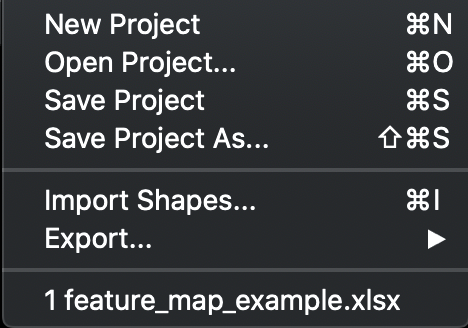 New Project ⌘N
Open Project... ⌘O
Save Project ⌘S
Save Project As... ⇧⌘S
Import Shapes... ⌘I
Export... ▶
1 feature_map_example.xlsx